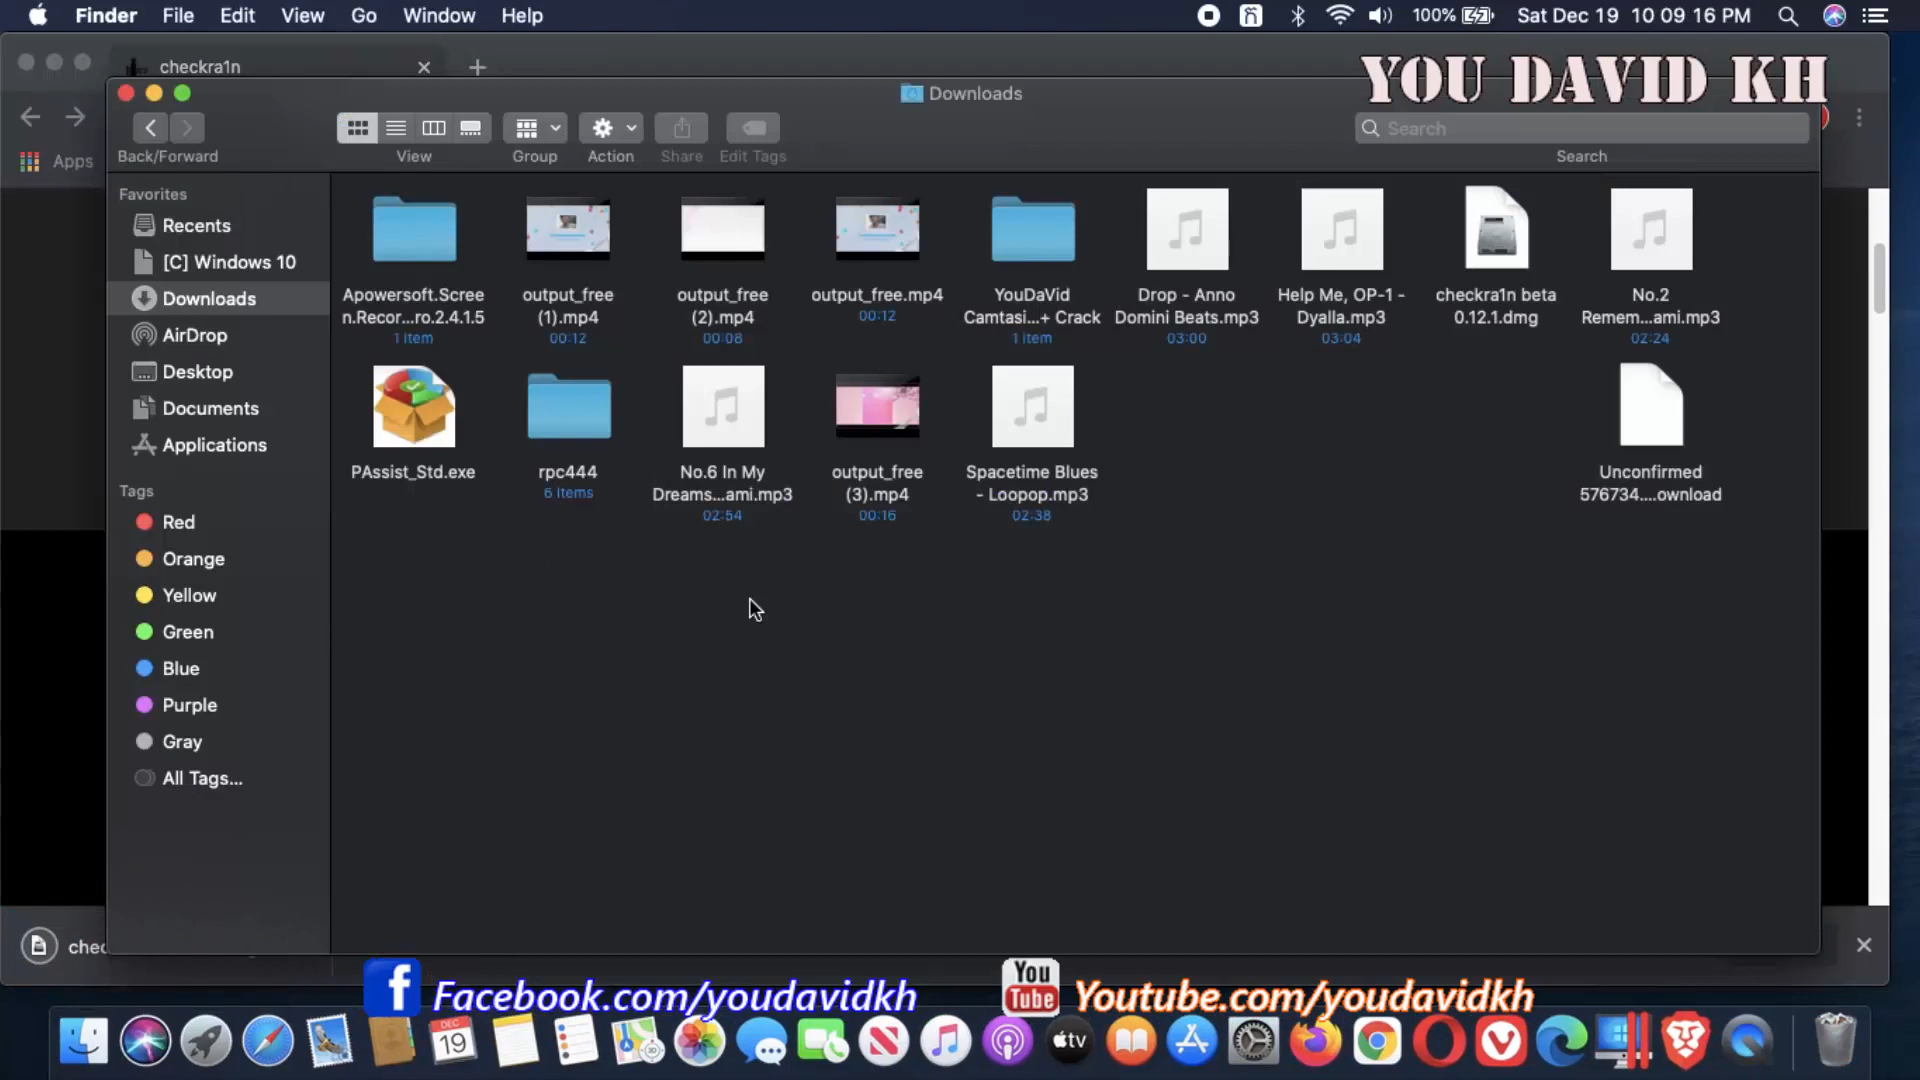 Finder File Edit View Go Window Help
100% Sat Dec 19 10 09 16 PM
checkra1n
YOU DAVID KH
Downloads
Search
Back/Forward View Group Action Share Edit Tags Search
Apps
Favorites
Recents
[C] Windows 10
Downloads
AirDrop
Desktop
Documents
Applications
Tags
Red
Orange
Yellow
Green
Blue
Purple
Gray
All Tags...
Apowersoft.Scree
n.Recor...ro.2.4.1.5
1 item
output_free
(1).mp4
00:12
output_free
(2).mp4
00:08
output_free.mp4
00:12
YouDaVid
Camtasi...+ Crack
1 item
Drop - Anno
Domini Beats.mp3
03:00
Help Me, OP-1 -
Dyalla.mp3
03:04
checkra1n beta
0.12.1.dmg
No.2
Remem...ami.mp3
02:24
PAssist_Std.exe
rpc444
6 items
No.6 In My
Dreams...ami.mp3
02:54
output_free
(3).mp4
00:16
Spacetime Blues
- Loopop.mp3
02:38
Unconfirmed
576734....ownload
chec
f Facebook.com/youdavidkh
You
Tube Youtube.com/youdavidkh
DEC
19
tv